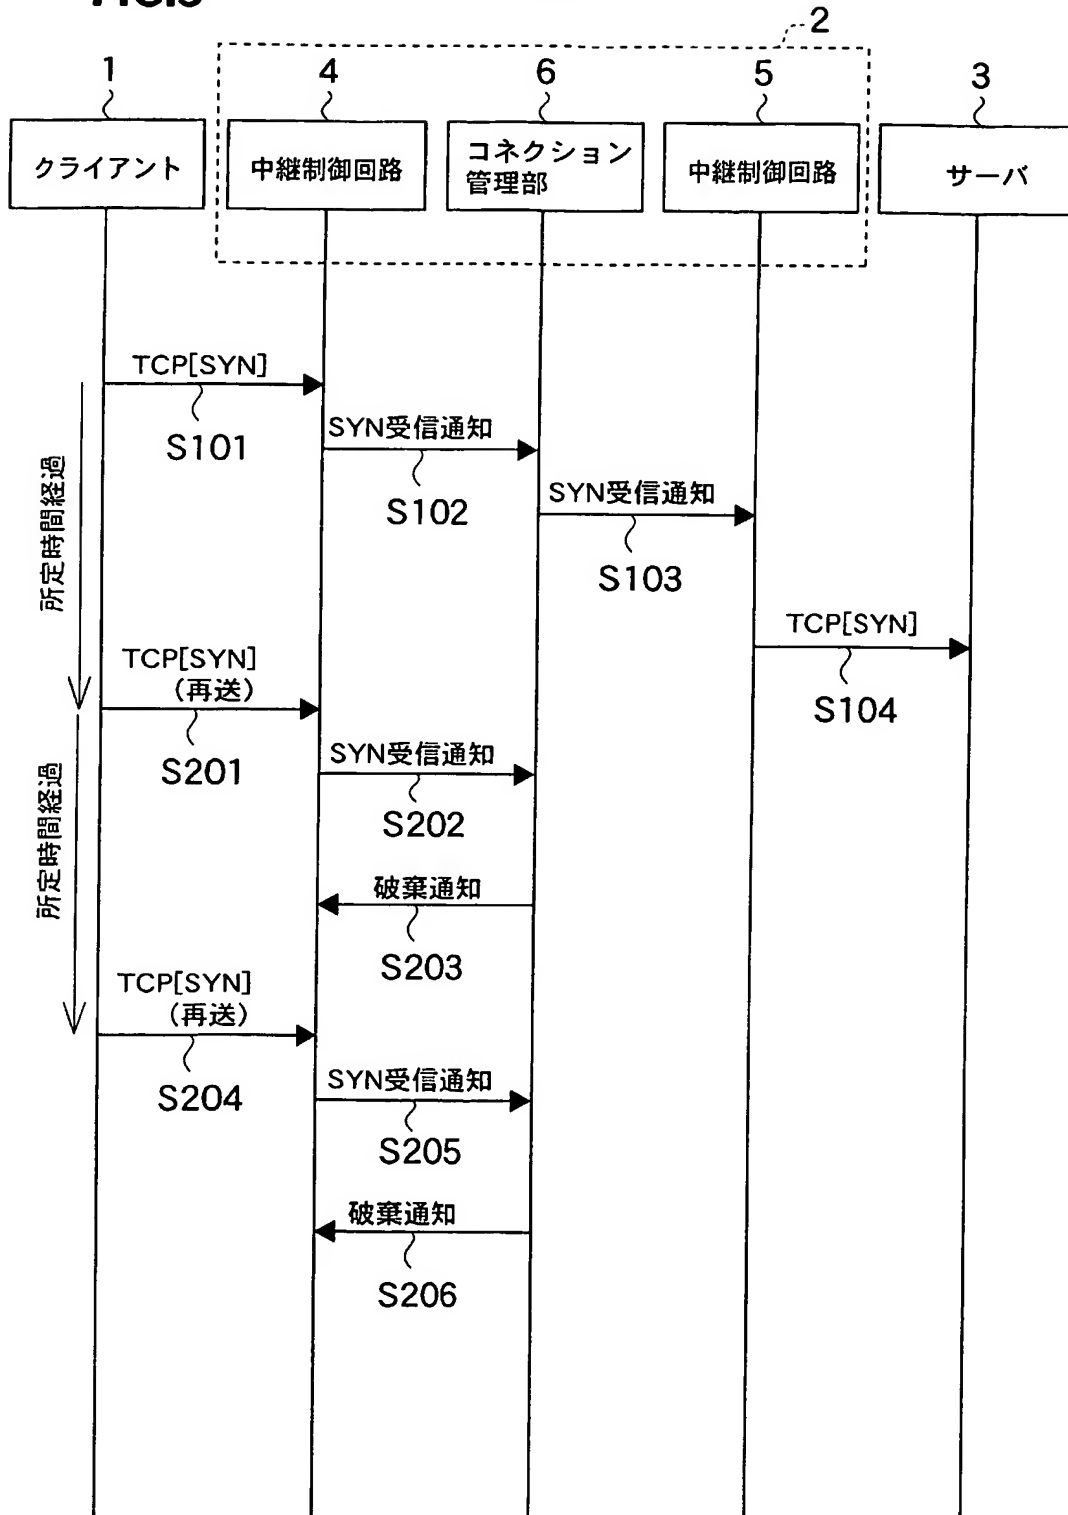 2
1
4
6
5
3
クライアント
中継制御回路
コネクション
管理部
中継制御回路
サーバ
TCP[SYN]
S101
SYN受信通知
S102
SYN受信通知
S103
TCP[SYN]
S104
所定時間経過
TCP[SYN]
(再送)
S201
SYN受信通知
S202
破棄通知
S203
所定時間経過
TCP[SYN]
(再送)
S204
SYN受信通知
S205
破棄通知
S206